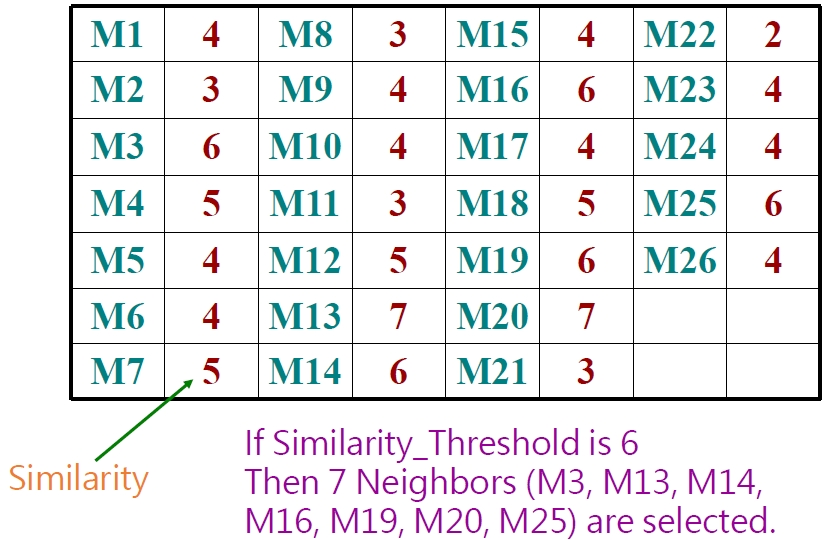 M1 4 M8 3 M15 4 M22 2
M2 3 M9 4 M16 6 M23 4
M3 6 M10 4 M17 4 M24 4
M4 5 M11 3 M18 5 M25 6
M5 4 M12 5 M19 6 M26 4
M6 4 M13 7 M20 7
M7 5 M14 6 M21 3
Similarity
If Similarity_Threshold is 6
Then 7 Neighbors (M3, M13, M14,
M16, M19, M20, M25) are selected.